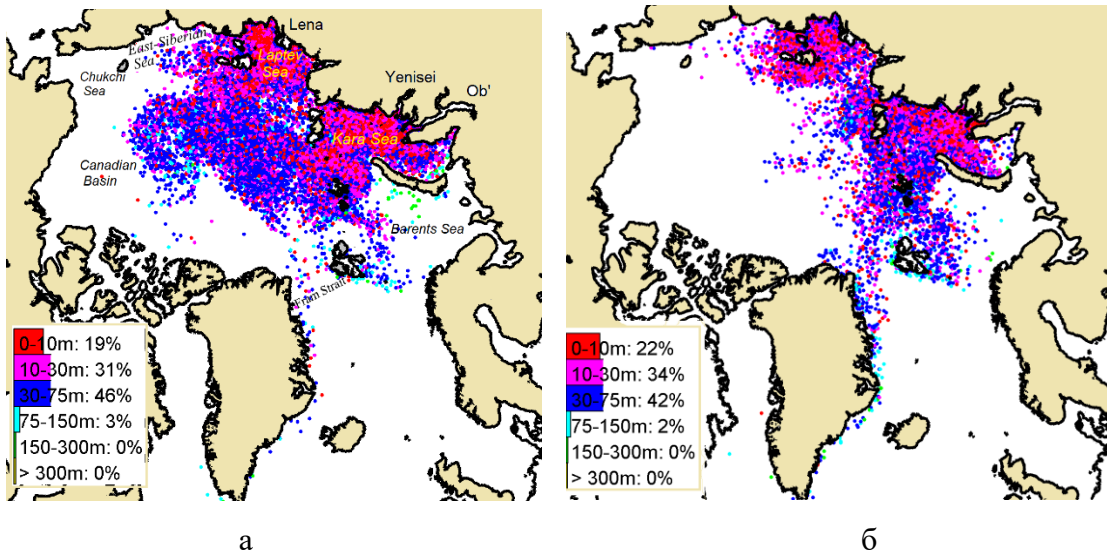 Lena
East-Siberian
Sea
Laptev
Sea
Chukchi
Sea
Yenisei
Ob'
Kara Sea
Canadian
Basin
Barents Sea
Fram Strait
0-10m: 19%
10-30m: 31%
30-75m: 46%
75-150m: 3%
150-300m: 0%
> 300m: 0%
0-10m: 22%
10-30m: 34%
30-75m: 42%
75-150m: 2%
150-300m: 0%
> 300m: 0%
а
б